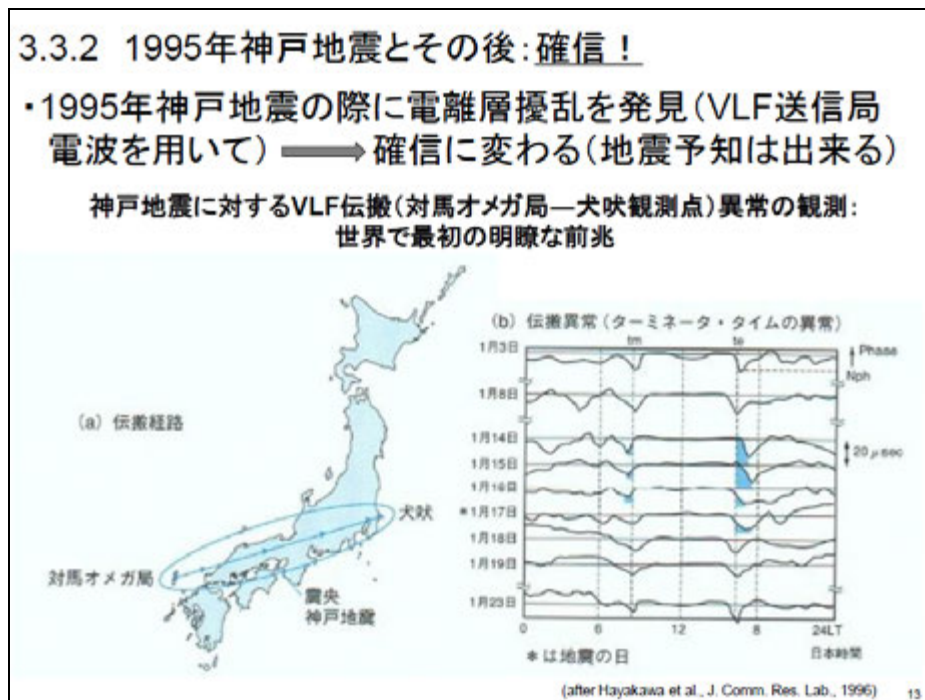 3.3.2 1995年神戸地震とその後：確信！
・1995年神戸地震の際に電離層擾乱を発見（VLF送信局
電波を用いて） 確信に変わる（地震予知は出来る）
神戸地震に対するVLF伝搬（対馬オメガ局―犬吠観測点）異常の観測：
世界で最初の明瞭な前兆
(a) 伝搬経路
犬吠
対馬オメガ局
震央
神戸地震
(b) 伝搬異常（ターミネータ・タイムの異常）
tm
te
1月3日
Phase
Nph
1月8日
1月14日
20μsec
1月15日
1月16日
*1月17日
1月18日
1月19日
1月23日
0 6 12 8 24LT
*は地震の日
日本時間
(after Hayakawa et al., J. Comm. Res. Lab., 1996)
13